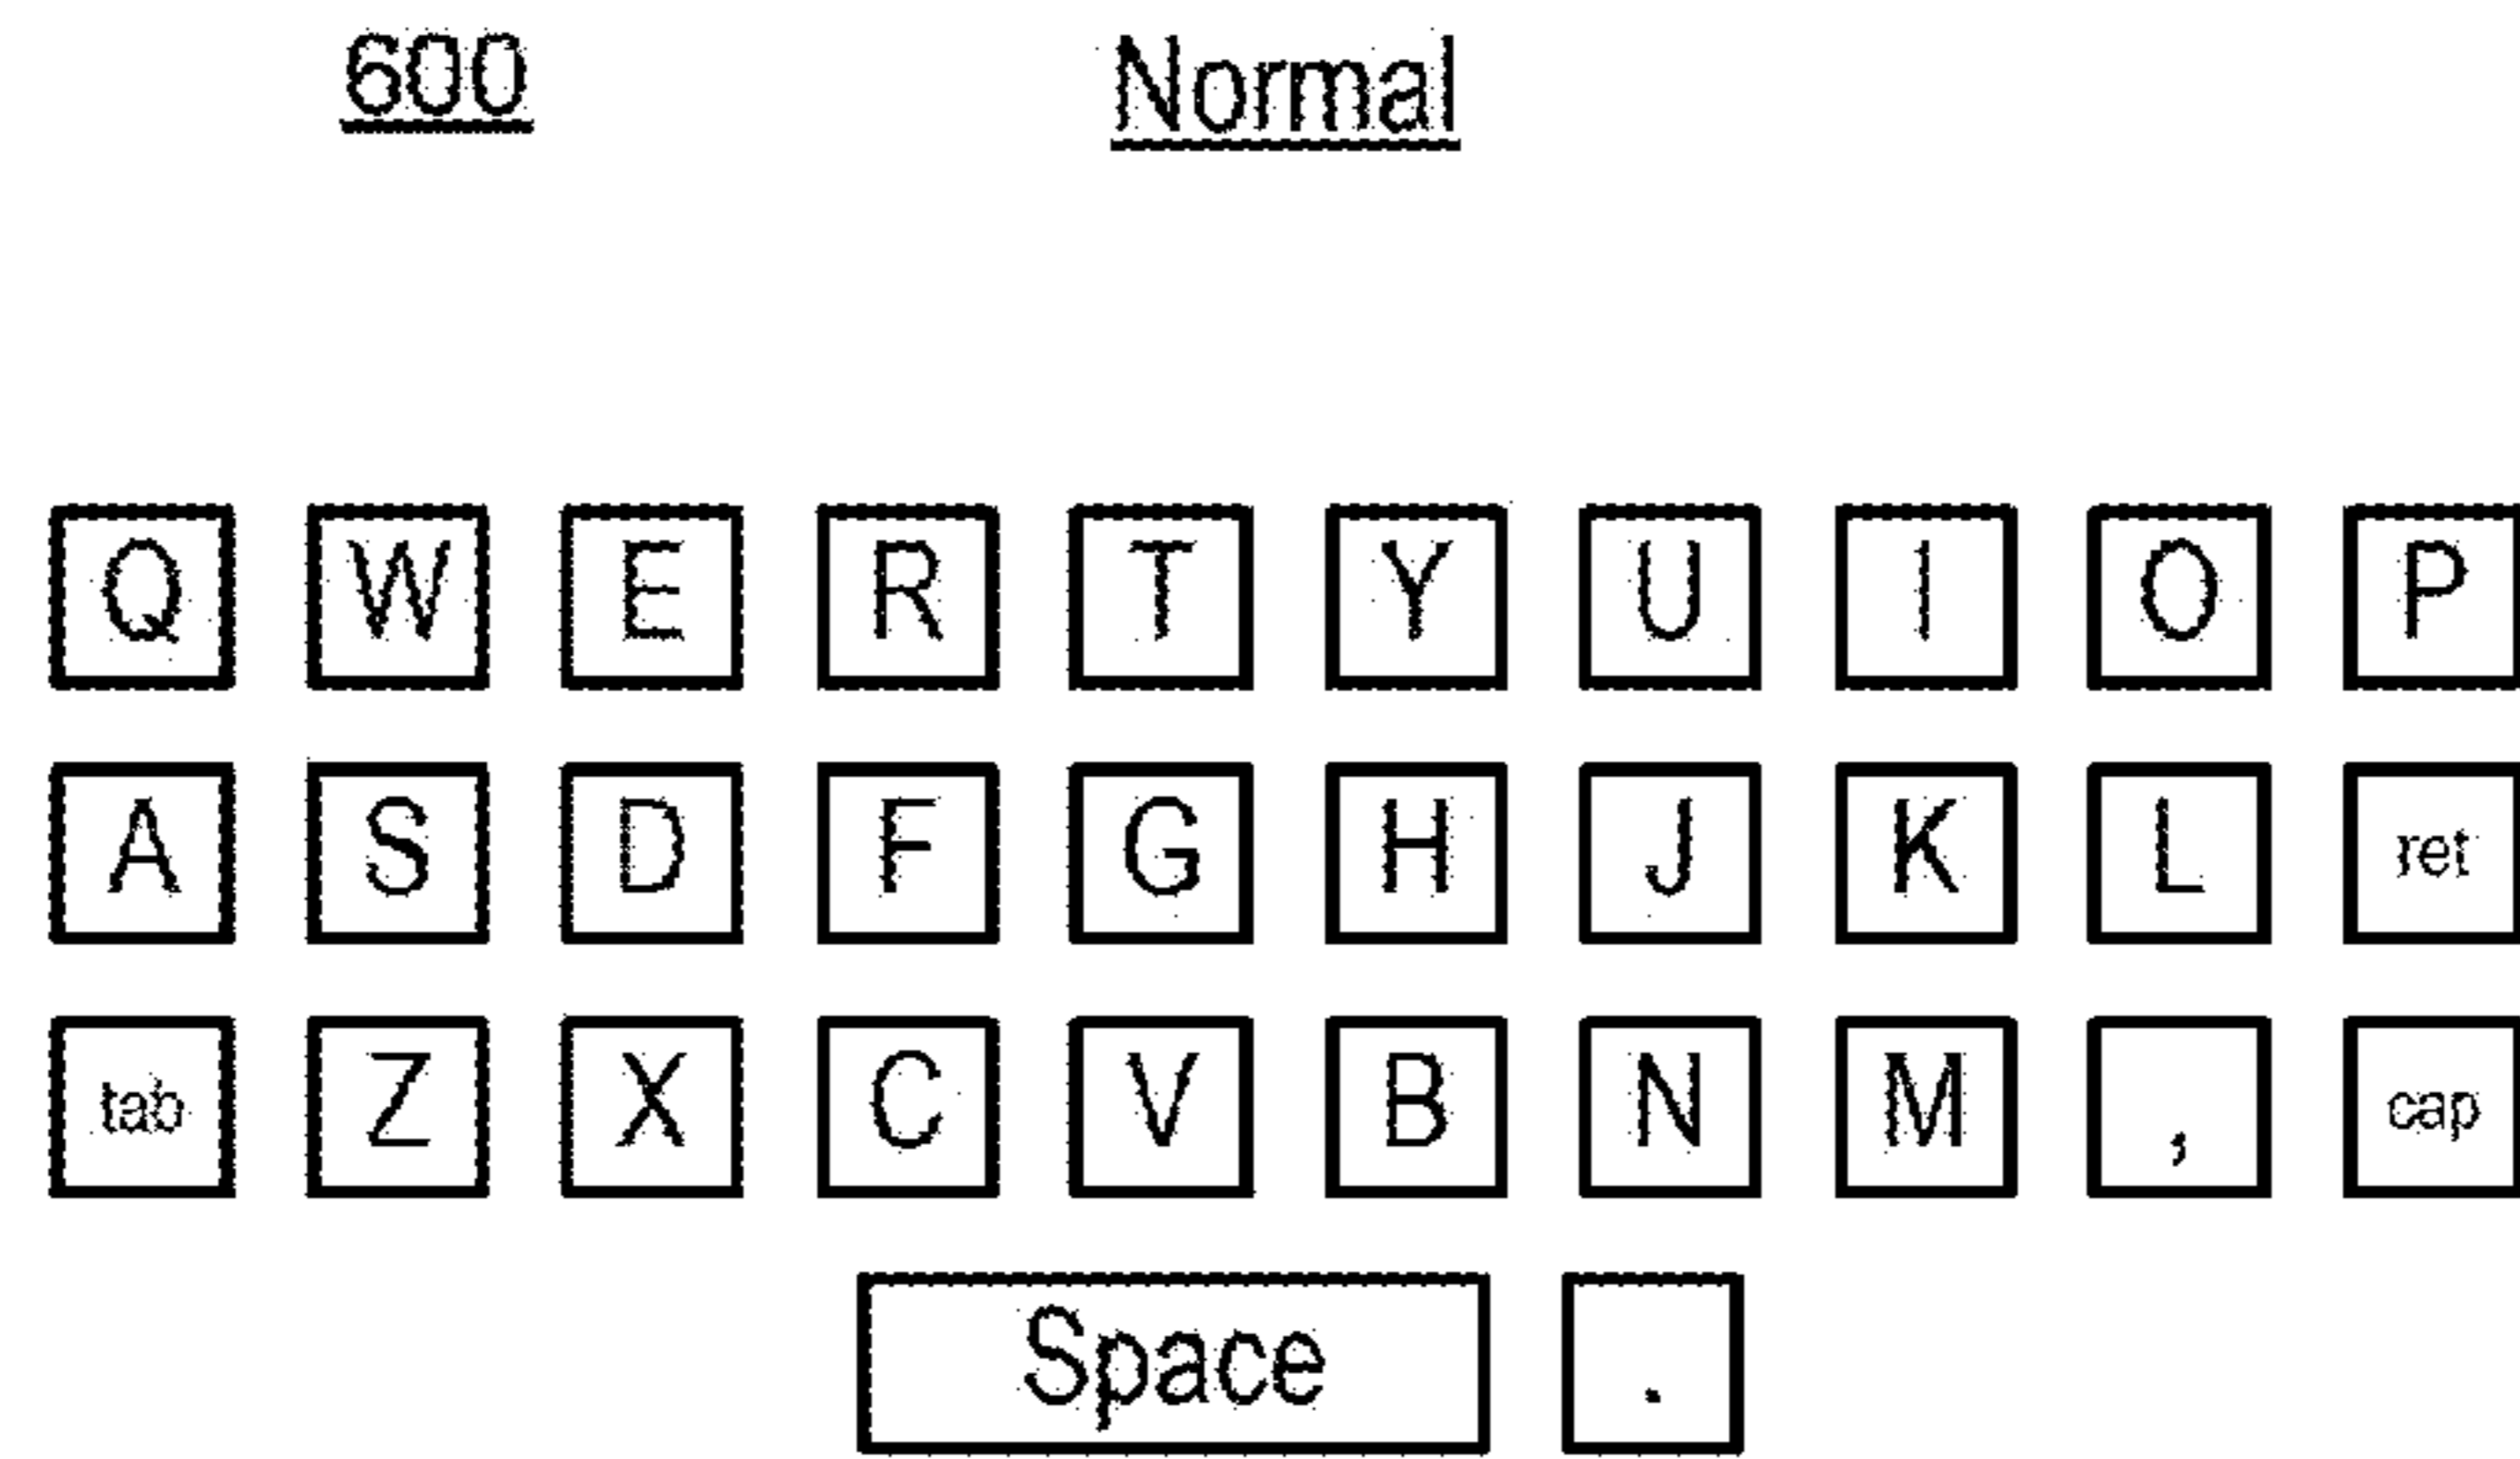 600 Normal
Q W E R T Y U I O P
A S D F G H J K L ret
tab Z X C V B N M , cap
Space .